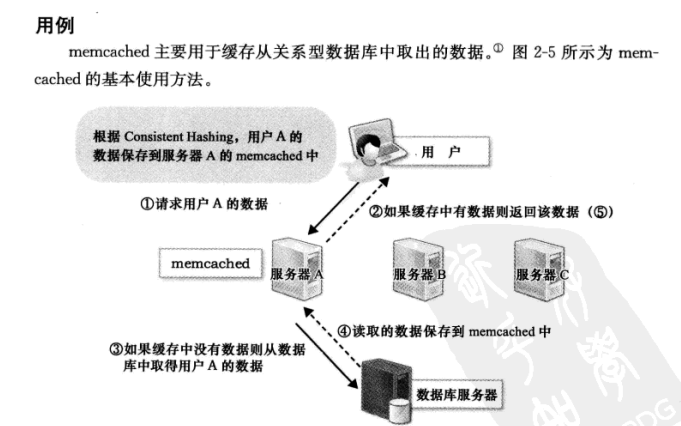 用例
memcached 主要用于缓存从关系型数据库中取出的数据。① 图 2-5 所示为 mem-
cached 的基本使用方法。
根据 Consistent Hashing，用户 A 的
数据保存到服务器 A 的 memcached 中
用 户
①请求用户 A 的数据
②如果缓存中有数据则返回该数据（⑤）
memcached
服务器 A
服务器 B
服务器 C
④读取的数据保存到 memcached 中
③如果缓存中没有数据则从数据
库中取得用户 A 的数据
数据库服务器